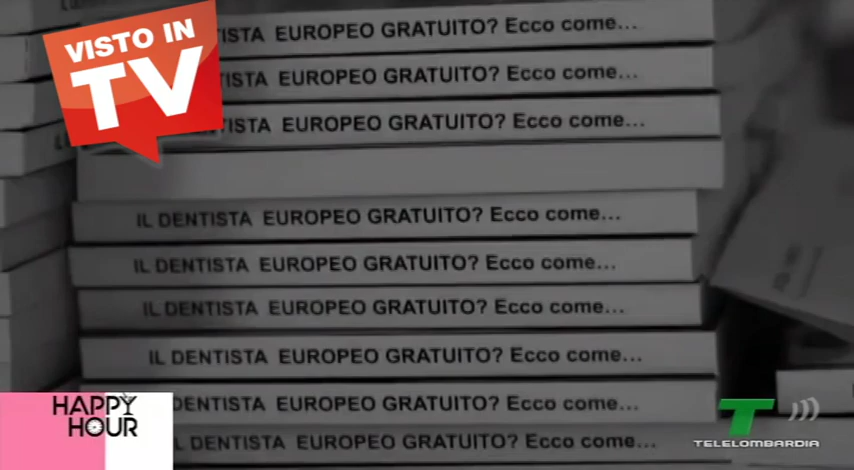 VISTO IN
TV
TISTA EUROPEO GRATUITO? Ecco come...
TISTA EUROPEO GRATUITO? Ecco come...
TISTA EUROPEO GRATUITO? Ecco come...
IL DENTISTA EUROPEO GRATUITO? Ecco come...
IL DENTISTA EUROPEO GRATUITO? Ecco come...
IL DENTISTA EUROPEO GRATUITO? Ecco come...
IL DENTISTA EUROPEO GRATUITO? Ecco come...
DENTISTA EUROPEO GRATUITO? Ecco come...
L DENTISTA EUROPEO GRATUITO? Ecco come...
HAPPY
HOUR
TELELOMBARDIA